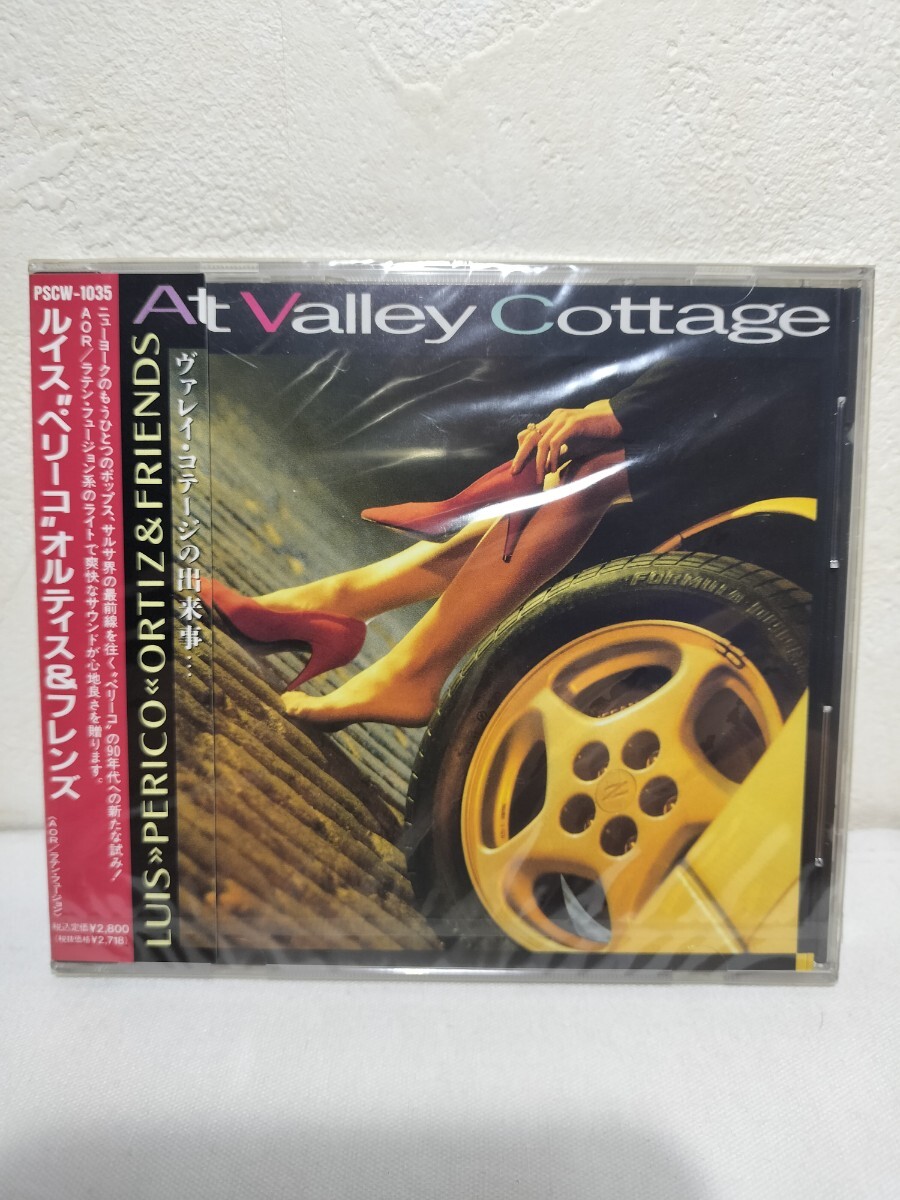 PSCW-1035
ニューヨークのもうひとつのポップス、サルサ界の最前線を往く“ペリーコ”の90年代への新たな試み!
AOR/ラテン・フュージョン系のライトで爽快なサウンドが心地良さを贈ります。
ルイス“ペリーコ”オルティス&フレンズ
(AOR/ラテン・フュージョン)
税込定価¥2,800
(税抜価格¥2,718)
At Valley Cottage
ヴァレイ・コテージの出来事…
LUIS»PERICO«ORTIZ&FRIENDS
FORMULA